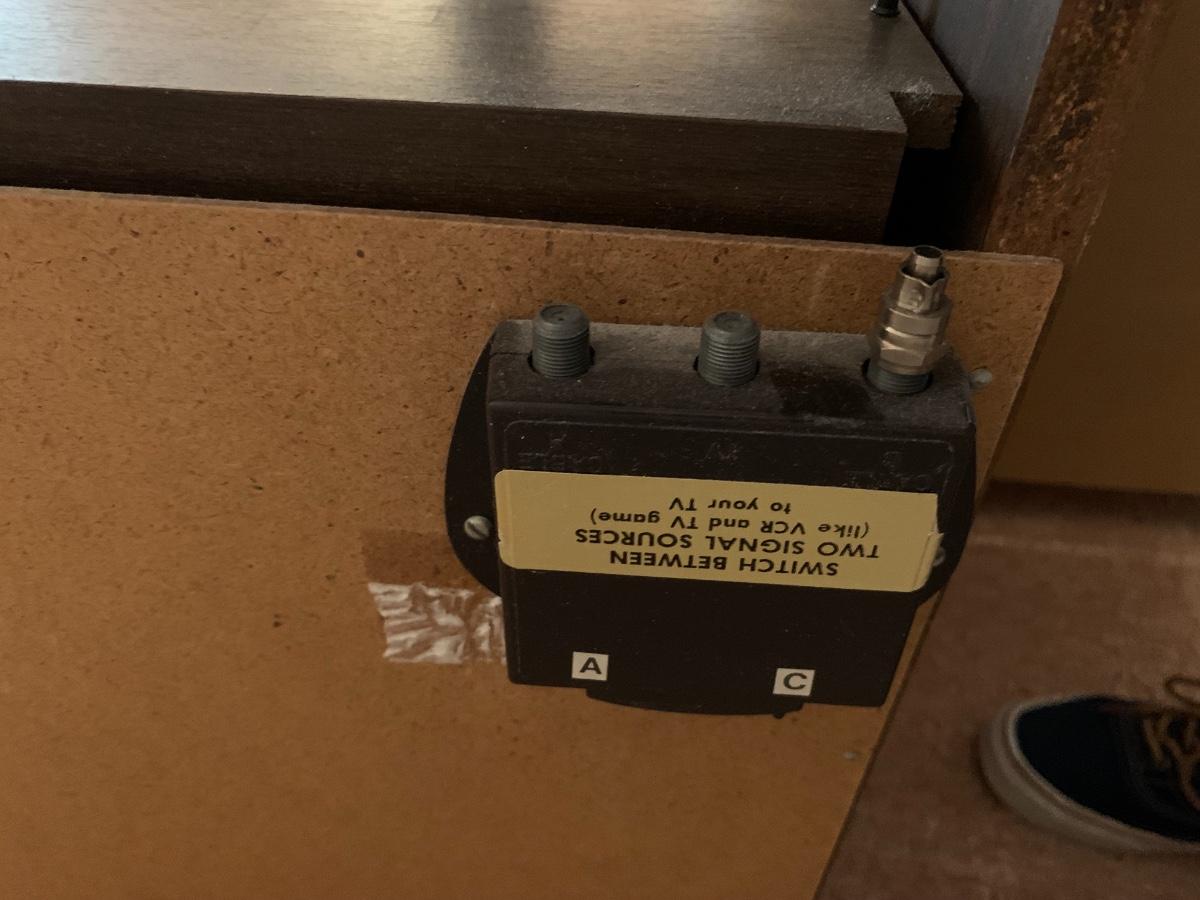 SWITCH BETWEEN
TWO SIGNAL SOURCES
(like VCR and TV game)
to your TV
A
C